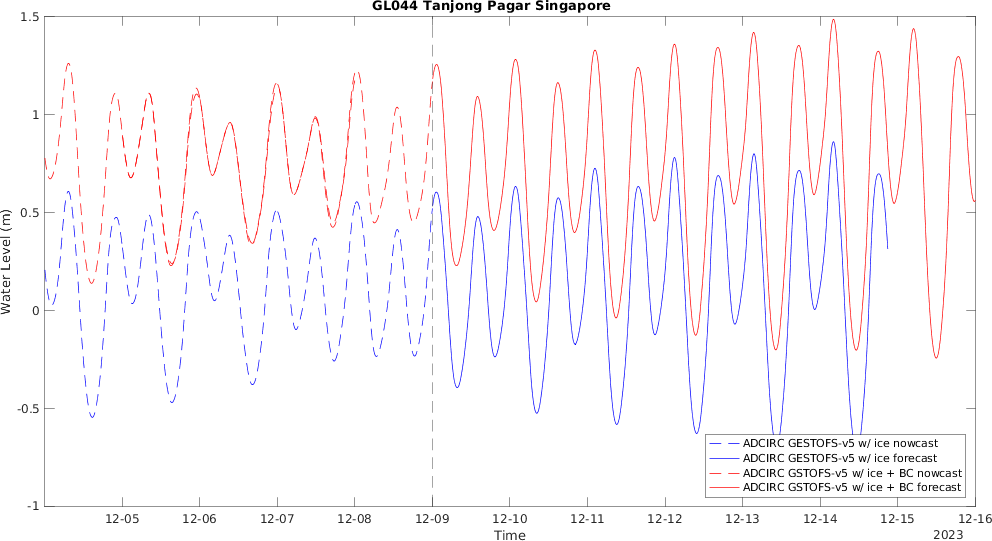 GL044 Tanjong Pagar Singapore
Water Level (m)
1.5
1
0.5
0
-0.5
-1
ADCIRC GESTOFS-v5 w/ ice nowcast
ADCIRC GESTOFS-v5 w/ ice forecast
ADCIRC GSTOFS-v5 w/ ice + BC nowcast
ADCIRC GSTOFS-v5 w/ ice + BC forecast
12-05 12-06 12-07 12-08 12-09 12-10 12-11 12-12 12-13 12-14 12-15 12-16
Time
2023